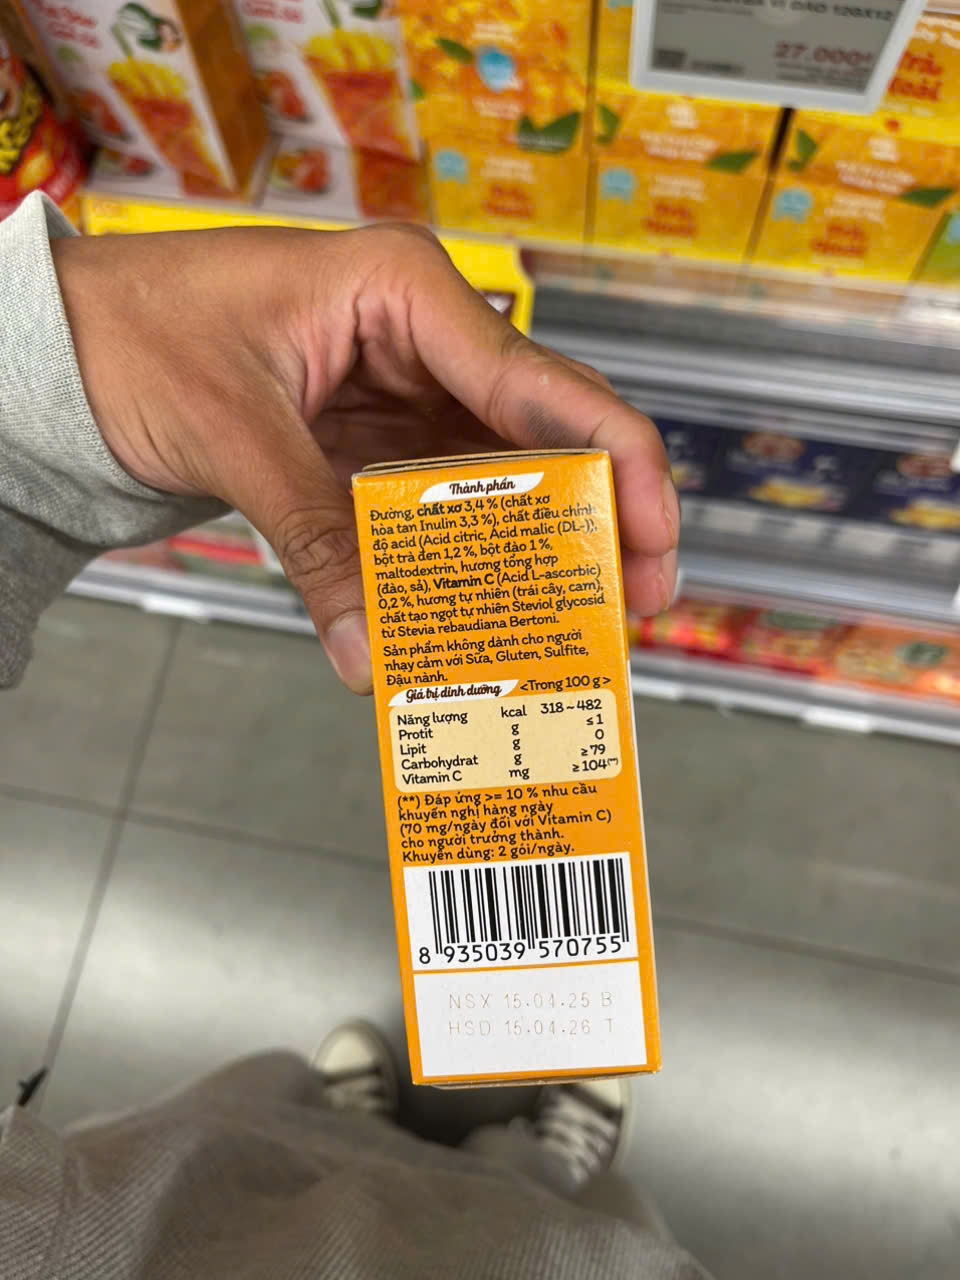 VỊ ĐÀO 12GX12
27.000
Thành phần
Đường, chất xơ 3,4 % (chất xơ
hòa tan Inulin 3,3 %), chất điều chỉnh
độ acid (Acid citric, Acid malic (DL-)),
bột trà đen 1,2 %, bột đào 1 %,
maltodextrin, hương tổng hợp
(đào, sả), Vitamin C (Acid L-ascorbic)
0,2 %, hương tự nhiên (trái cây, cam),
chất tạo ngọt tự nhiên Steviol glycosid
từ Stevia rebaudiana Bertoni.
Sản phẩm không dành cho người
nhạy cảm với Sữa, Gluten, Sulfite,
Đậu nành.
Giá trị dinh dưỡng <Trong 100 g>
Năng lượng kcal 318~482
Protit g ≤ 1
Lipit g 0
Carbohydrat g ≥ 79
Vitamin C mg ≥ 104(**)
(**) Đáp ứng >= 10 % nhu cầu
khuyến nghị hàng ngày
(70 mg/ngày đối với Vitamin C)
cho người trưởng thành.
Khuyên dùng: 2 gói/ngày.
8 935039 570755
NSX 15.04.25 B
HSD 15.04.26 T